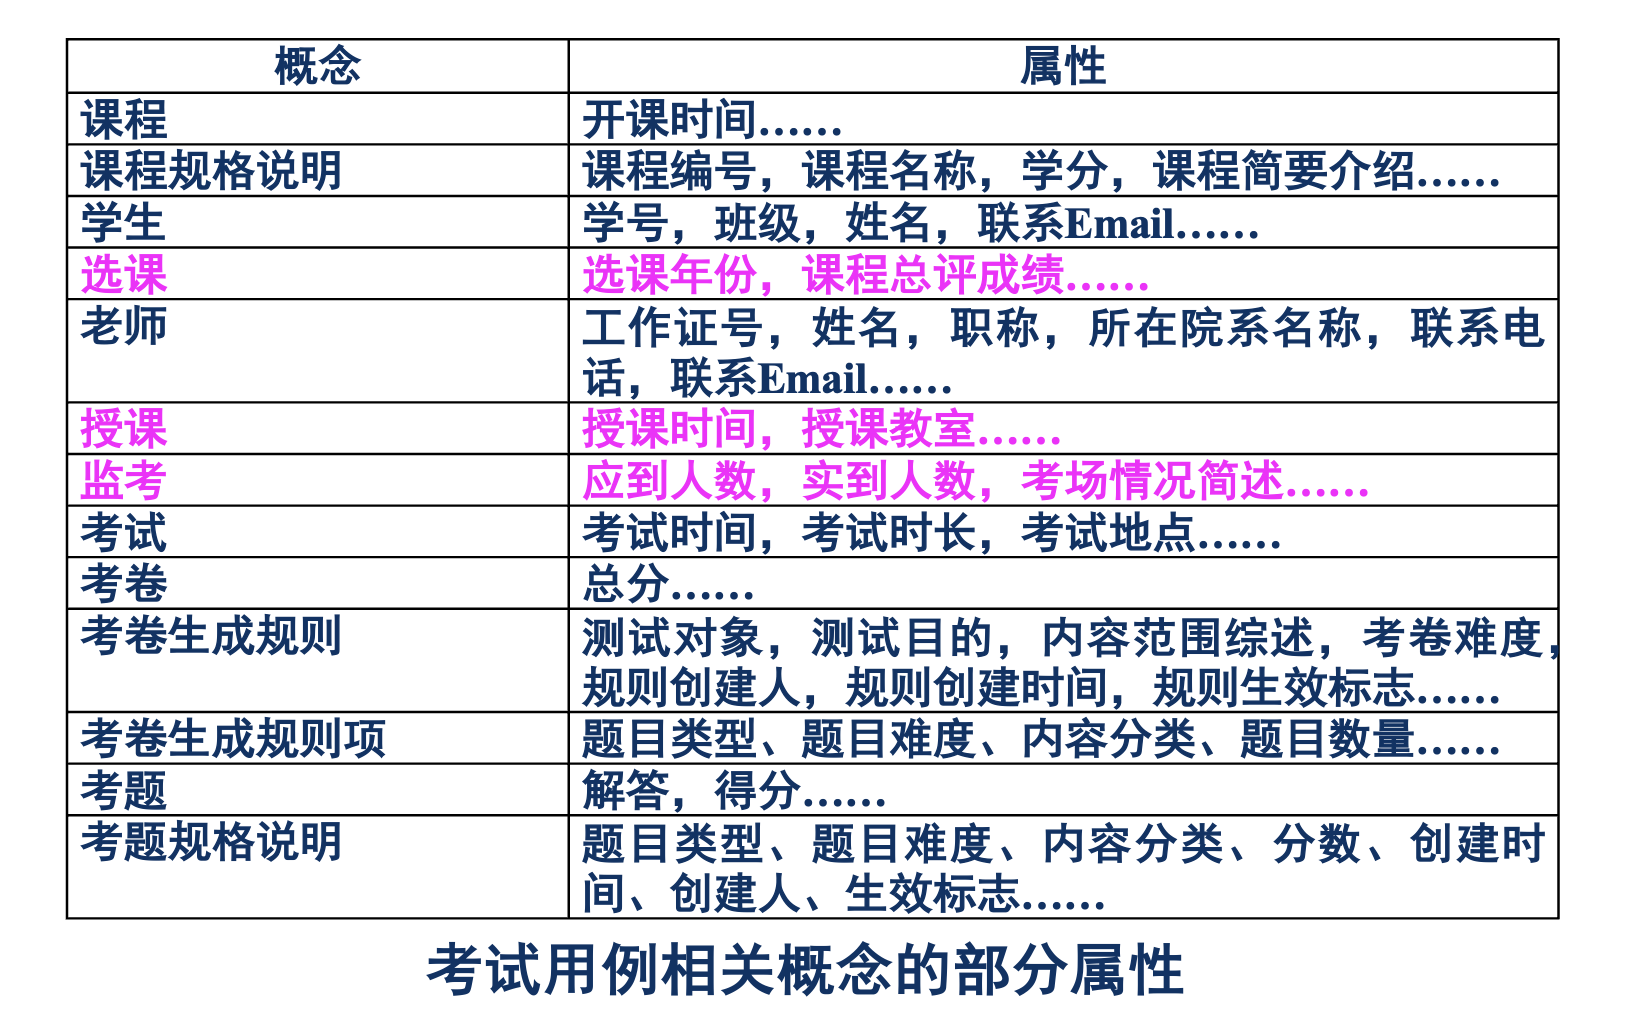 概念 属性
课程 开课时间……
课程规格说明 课程编号，课程名称，学分，课程简要介绍……
学生 学号，班级，姓名，联系Email……
选课 选课年份，课程总评成绩……
老师 工作证号，姓名，职称，所在院系名称，联系电
话，联系Email……
授课 授课时间，授课教室……
监考 应到人数，实到人数，考场情况简述……
考试 考试时间，考试时长，考试地点……
考卷 总分……
考卷生成规则 测试对象，测试目的，内容范围综述，考卷难度，
规则创建人，规则创建时间，规则生效标志……
考卷生成规则项 题目类型、题目难度、内容分类、题目数量……
考题 解答，得分……
考题规格说明 题目类型、题目难度、内容分类、分数、创建时
间、创建人、生效标志……
考试用例相关概念的部分属性